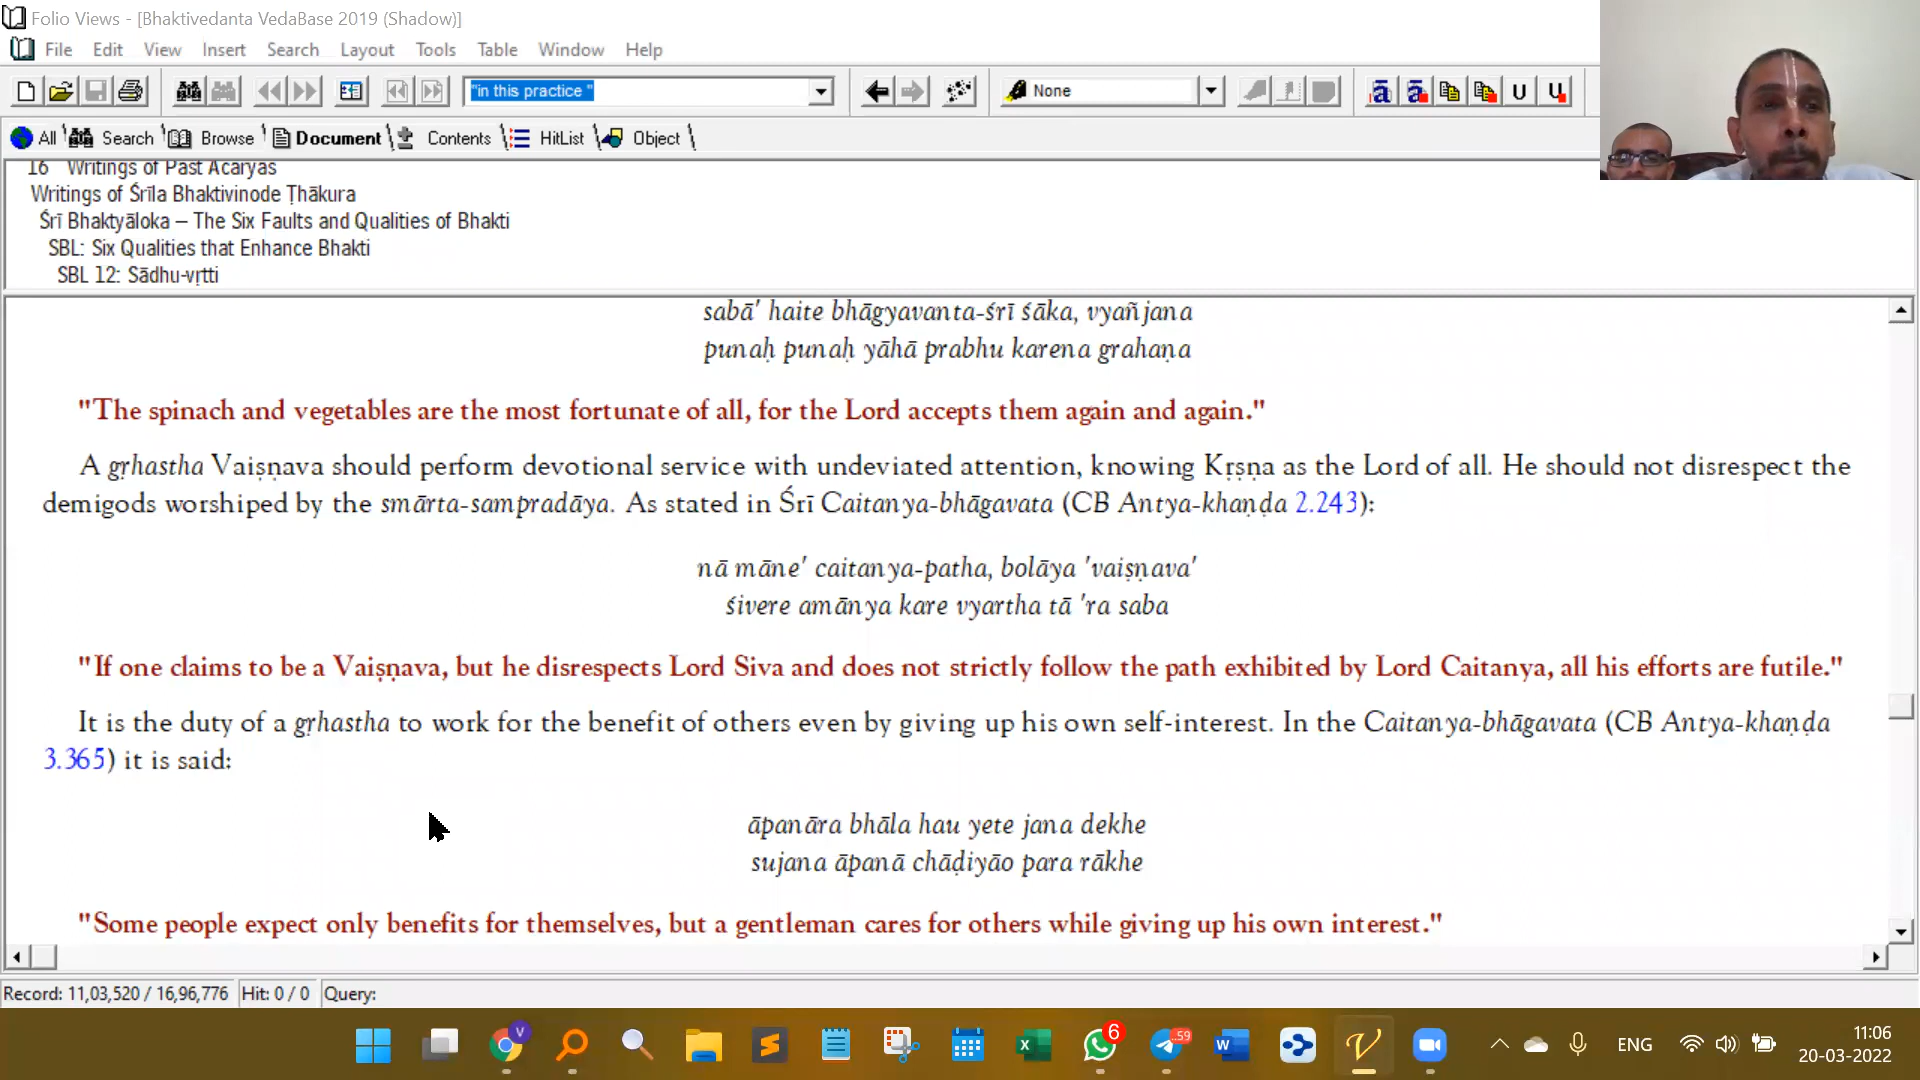 Folio Views - [Bhaktivedanta VedaBase 2019 (Shadow)]
File Edit View Insert Search Layout Tools Table Window Help
"in this practice "
None
All Search Browse Document Contents HitList Object
16 Writings of Past Ācāryas
Writings of Śrīla Bhaktivinode Ṭhākura
Śrī Bhaktyāloka – The Six Faults and Qualities of Bhakti
SBL: Six Qualities that Enhance Bhakti
SBL 12: Sādhu-vṛtti
sabā' haite bhāgyavanta-śrī śāka, vyañjana
punaḥ punaḥ yāhā prabhu karena grahaṇa
"The spinach and vegetables are the most fortunate of all, for the Lord accepts them again and again."
A gṛhastha Vaiṣṇava should perform devotional service with undeviated attention, knowing Kṛṣṇa as the Lord of all. He should not disrespect the
demigods worshiped by the smārta-sampradāya. As stated in Śrī Caitanya-bhāgavata (CB Antya-khaṇḍa 2.243):
nā māne' caitanya-patha, bolāya 'vaiṣṇava'
śivere amānya kare vyartha tā 'ra saba
"If one claims to be a Vaiṣṇava, but he disrespects Lord Siva and does not strictly follow the path exhibited by Lord Caitanya, all his efforts are futile."
It is the duty of a gṛhastha to work for the benefit of others even by giving up his own self-interest. In the Caitanya-bhāgavata (CB Antya-khaṇḍa
3.365) it is said:
āpanāra bhāla hau yete jana dekhe
sujana āpanā chāḍiyāo para rākhe
"Some people expect only benefits for themselves, but a gentleman cares for others while giving up his own interest."
Record: 11,03,520 / 16,96,776 Hit: 0 / 0 Query:
V
6
59
ENG
11:06
20-03-2022